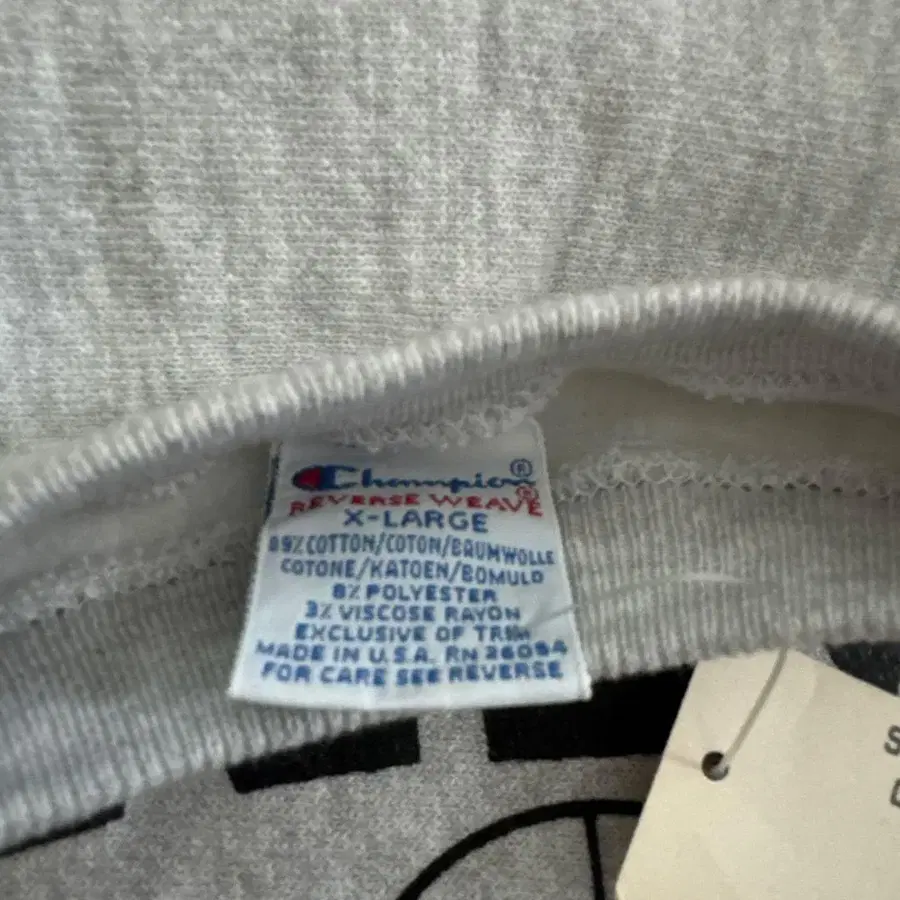 Champion®
REVERSE WEAVE®
X-LARGE
89% COTTON/COTON/BAUMWOLLE
COTONE/KATOEN/BOMULD
8% POLYESTER
3% VISCOSE RAYON
EXCLUSIVE OF TRIM
MADE IN U.S.A. RN 26094
FOR CARE SEE REVERSE
S